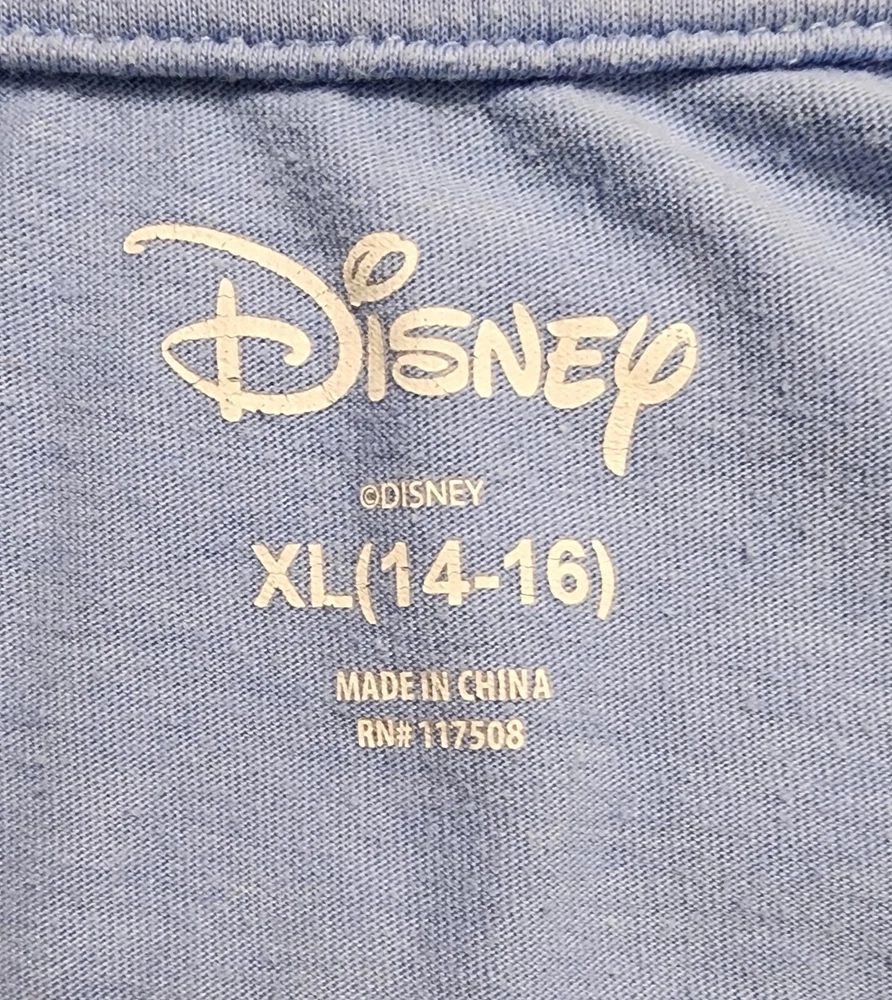 Disney
©DISNEY
XL(14-16)
MADE IN CHINA
RN# 117508